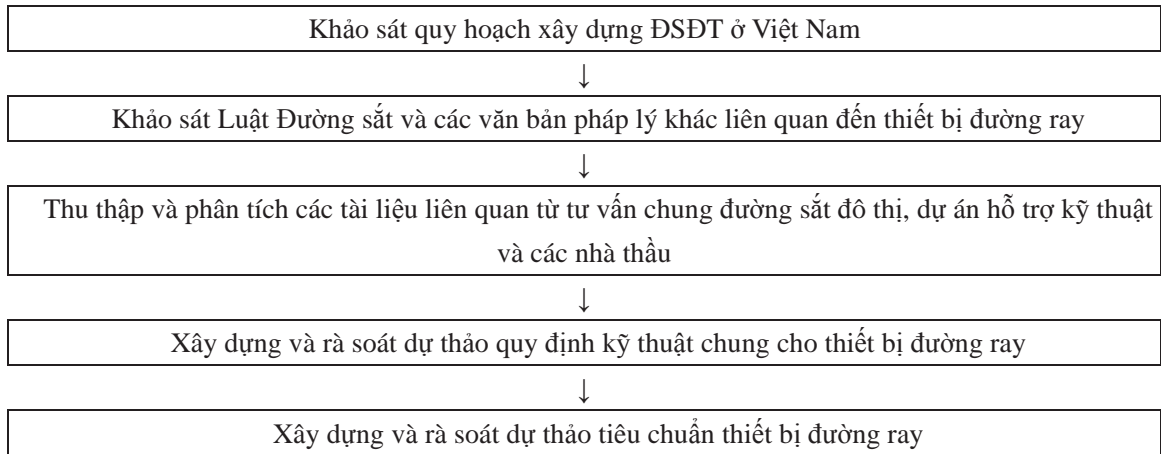 Khảo sát quy hoạch xây dựng ĐSĐT ở Việt Nam
↓
Khảo sát Luật Đường sắt và các văn bản pháp lý khác liên quan đến thiết bị đường ray
↓
Thu thập và phân tích các tài liệu liên quan từ tư vấn chung đường sắt đô thị, dự án hỗ trợ kỹ thuật
và các nhà thầu
↓
Xây dựng và rà soát dự thảo quy định kỹ thuật chung cho thiết bị đường ray
↓
Xây dựng và rà soát dự thảo tiêu chuẩn thiết bị đường ray